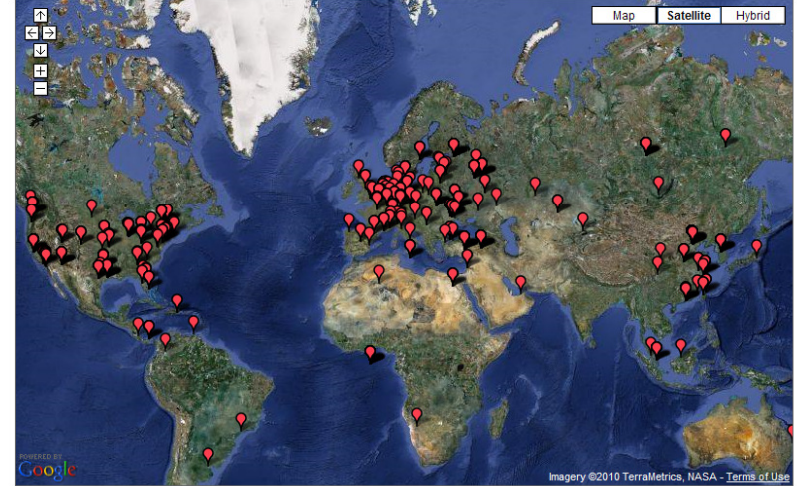 Map Satellite Hybrid
POWERED BY
Google
Imagery ©2010 TerraMetrics, NASA - Terms of Use